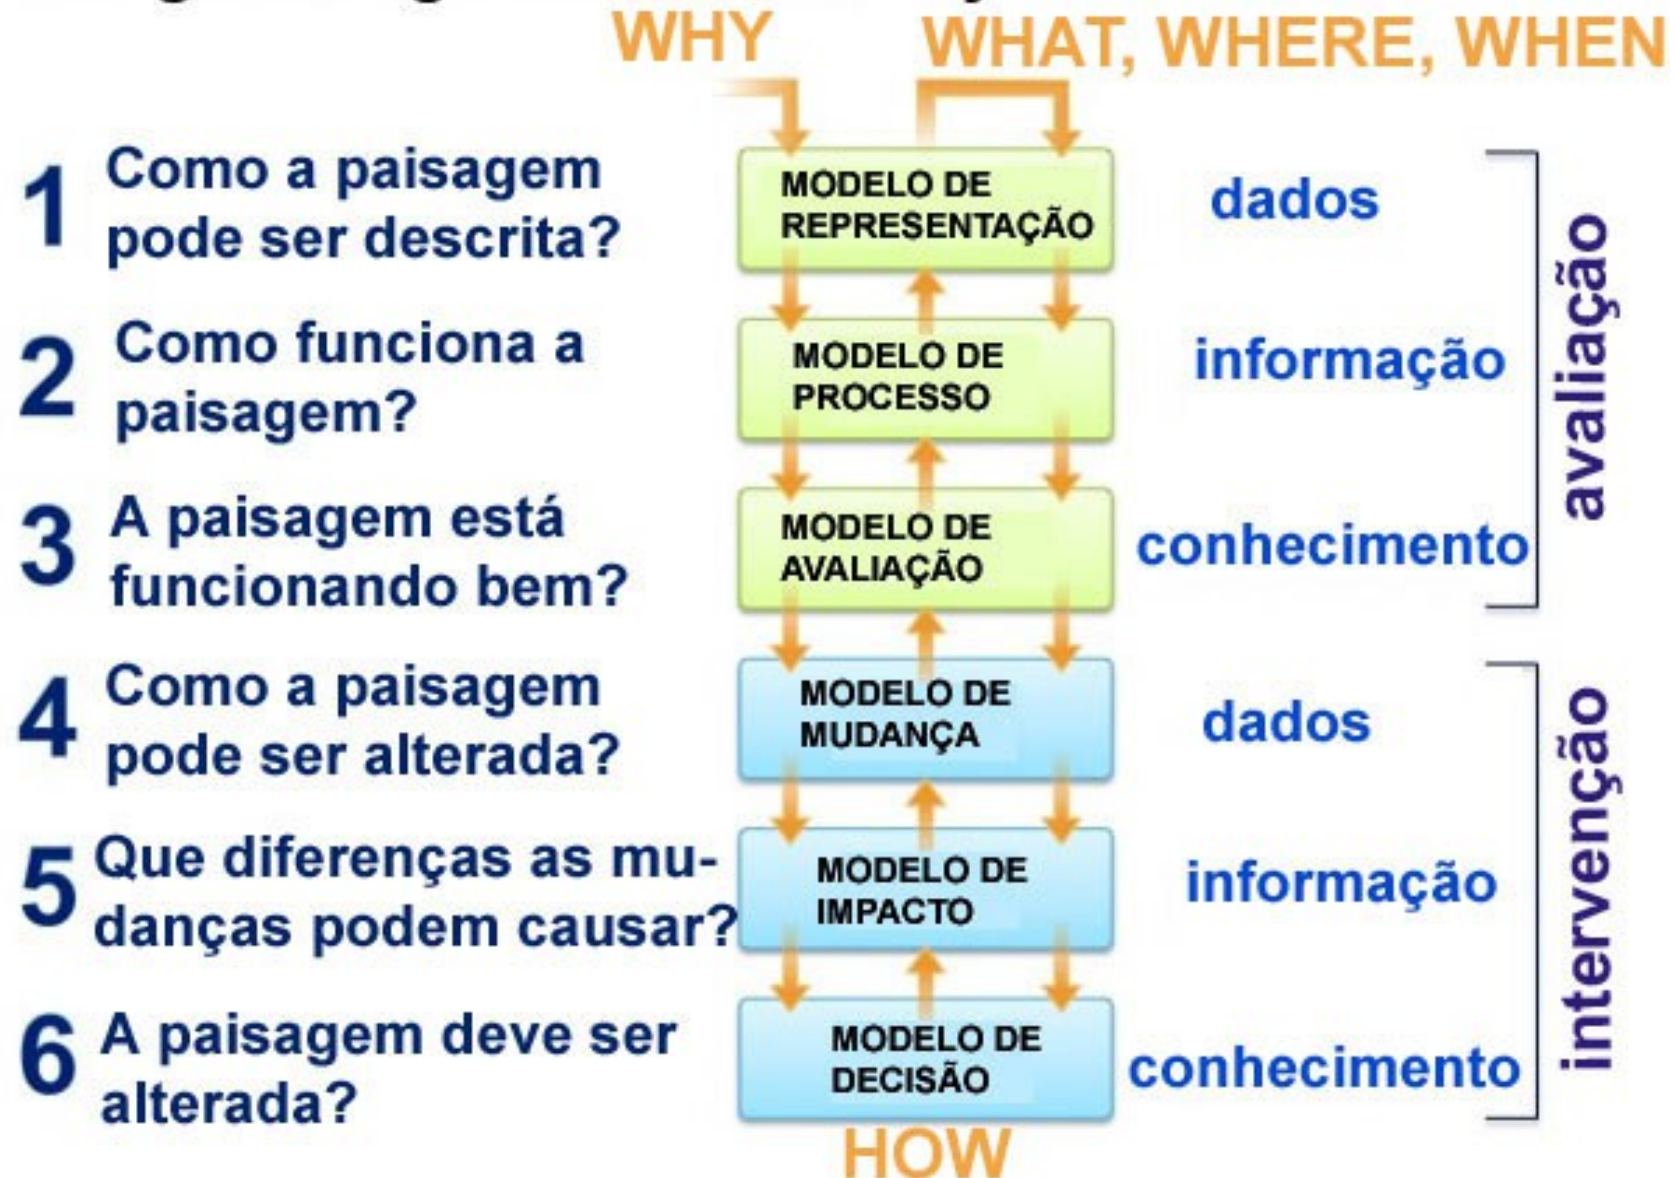 WHY
WHAT, WHERE, WHEN
1
Como a paisagem
pode ser descrita?
MODELO DE
REPRESENTAÇÃO
dados
2
Como funciona a
paisagem?
MODELO DE
PROCESSO
informação
3
A paisagem está
funcionando bem?
MODELO DE
AVALIAÇÃO
conhecimento
avaliação
4
Como a paisagem
pode ser alterada?
MODELO DE
MUDANÇA
dados
5
Que diferenças as mu-
danças podem causar?
MODELO DE
IMPACTO
informação
6
A paisagem deve ser
alterada?
MODELO DE
DECISÃO
conhecimento
intervenção
HOW